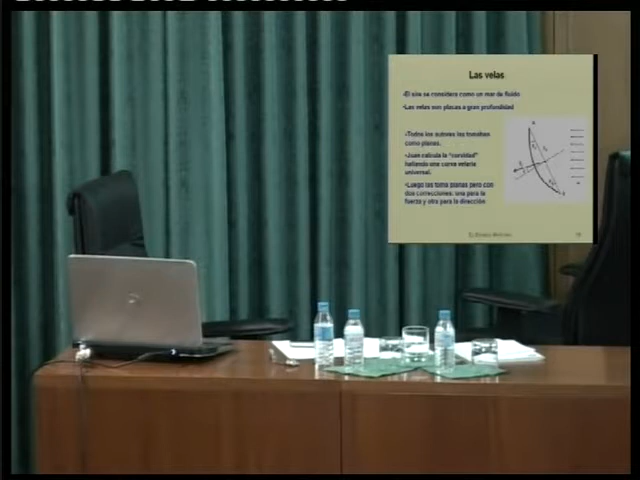 Las velas
•El aire se considera como un mar de fluido
•Las velas son placas a gran profundidad
•Todos los autores las tomaban
como planas.
•Juan calcula la "curvidad"
hallando una curva velaria
universal.
•Luego las toma planas pero con
dos correcciones: una para la
fuerza y otra para la dirección